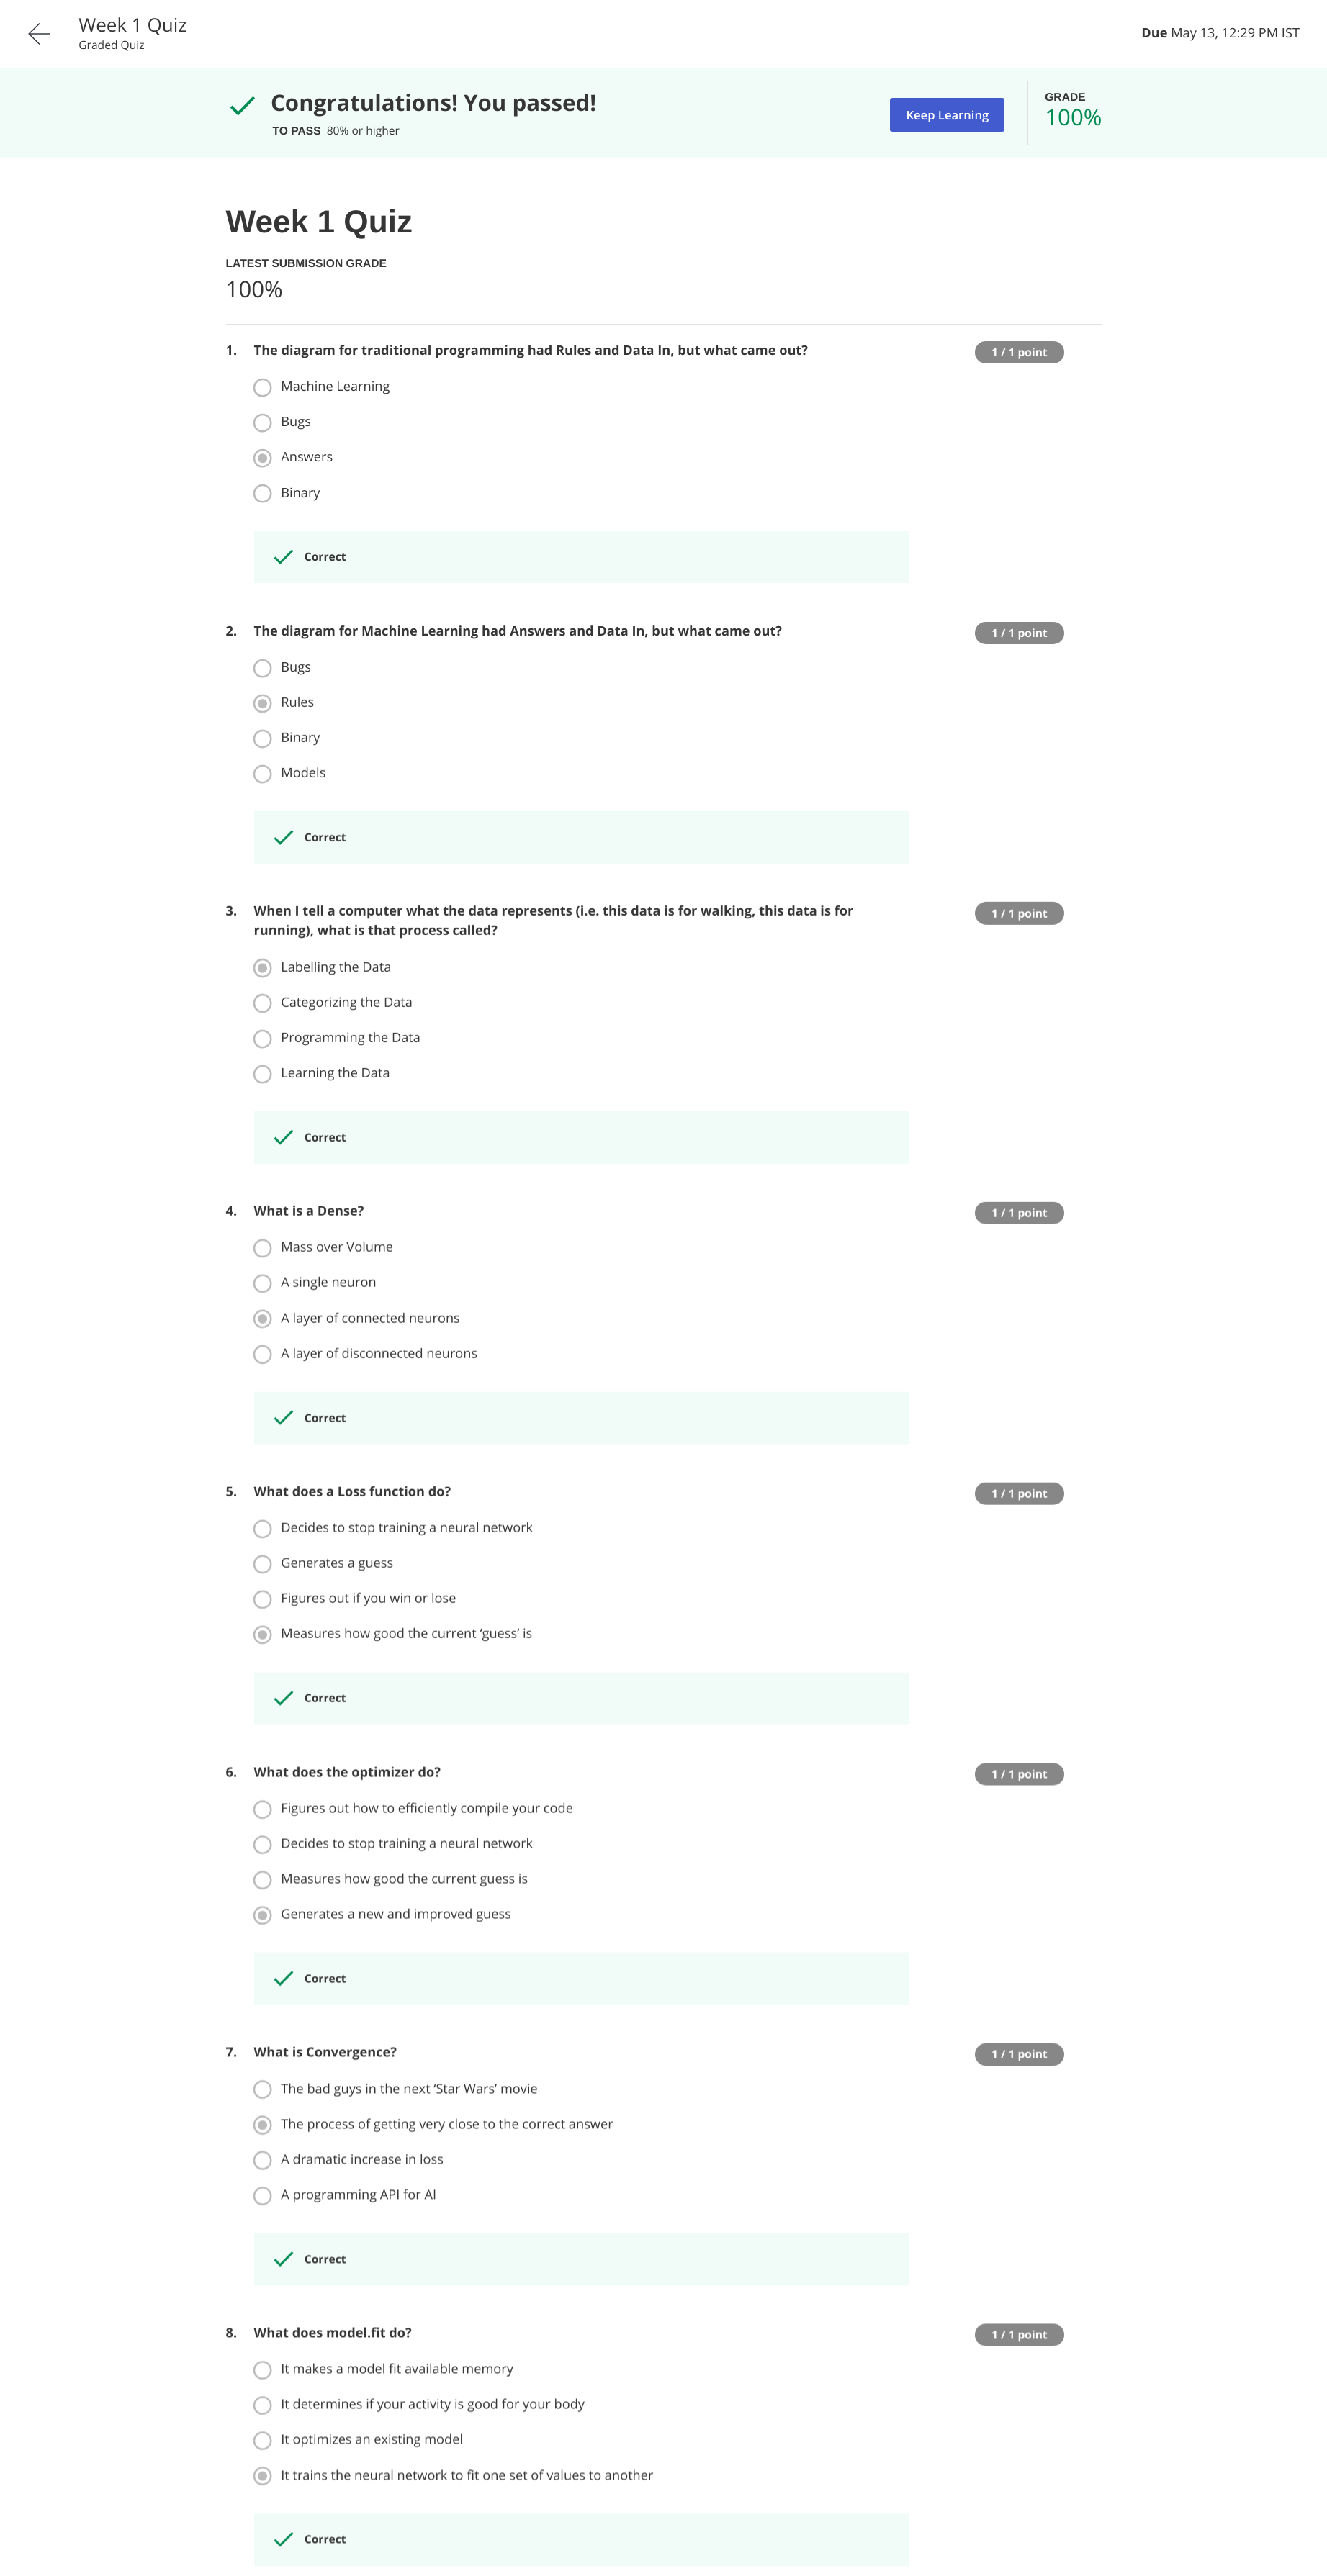 Week 1 Quiz
Graded Quiz
Due May 13, 12:29 PM IST
Congratulations! You passed!
TO PASS 80% or higher
Keep Learning
GRADE
100%
Week 1 Quiz
LATEST SUBMISSION GRADE
100%
1. The diagram for traditional programming had Rules and Data In, but what came out?
1 / 1 point
Machine Learning
Bugs
Answers
Binary
Correct
2. The diagram for Machine Learning had Answers and Data In, but what came out?
1 / 1 point
Bugs
Rules
Binary
Models
Correct
3. When I tell a computer what the data represents (i.e. this data is for walking, this data is for
running), what is that process called?
1 / 1 point
Labelling the Data
Categorizing the Data
Programming the Data
Learning the Data
Correct
4. What is a Dense?
1 / 1 point
Mass over Volume
A single neuron
A layer of connected neurons
A layer of disconnected neurons
Correct
5. What does a Loss function do?
1 / 1 point
Decides to stop training a neural network
Generates a guess
Figures out if you win or lose
Measures how good the current ‘guess’ is
Correct
6. What does the optimizer do?
1 / 1 point
Figures out how to efficiently compile your code
Decides to stop training a neural network
Measures how good the current guess is
Generates a new and improved guess
Correct
7. What is Convergence?
1 / 1 point
The bad guys in the next ‘Star Wars’ movie
The process of getting very close to the correct answer
A dramatic increase in loss
A programming API for AI
Correct
8. What does model.fit do?
1 / 1 point
It makes a model fit available memory
It determines if your activity is good for your body
It optimizes an existing model
It trains the neural network to fit one set of values to another
Correct